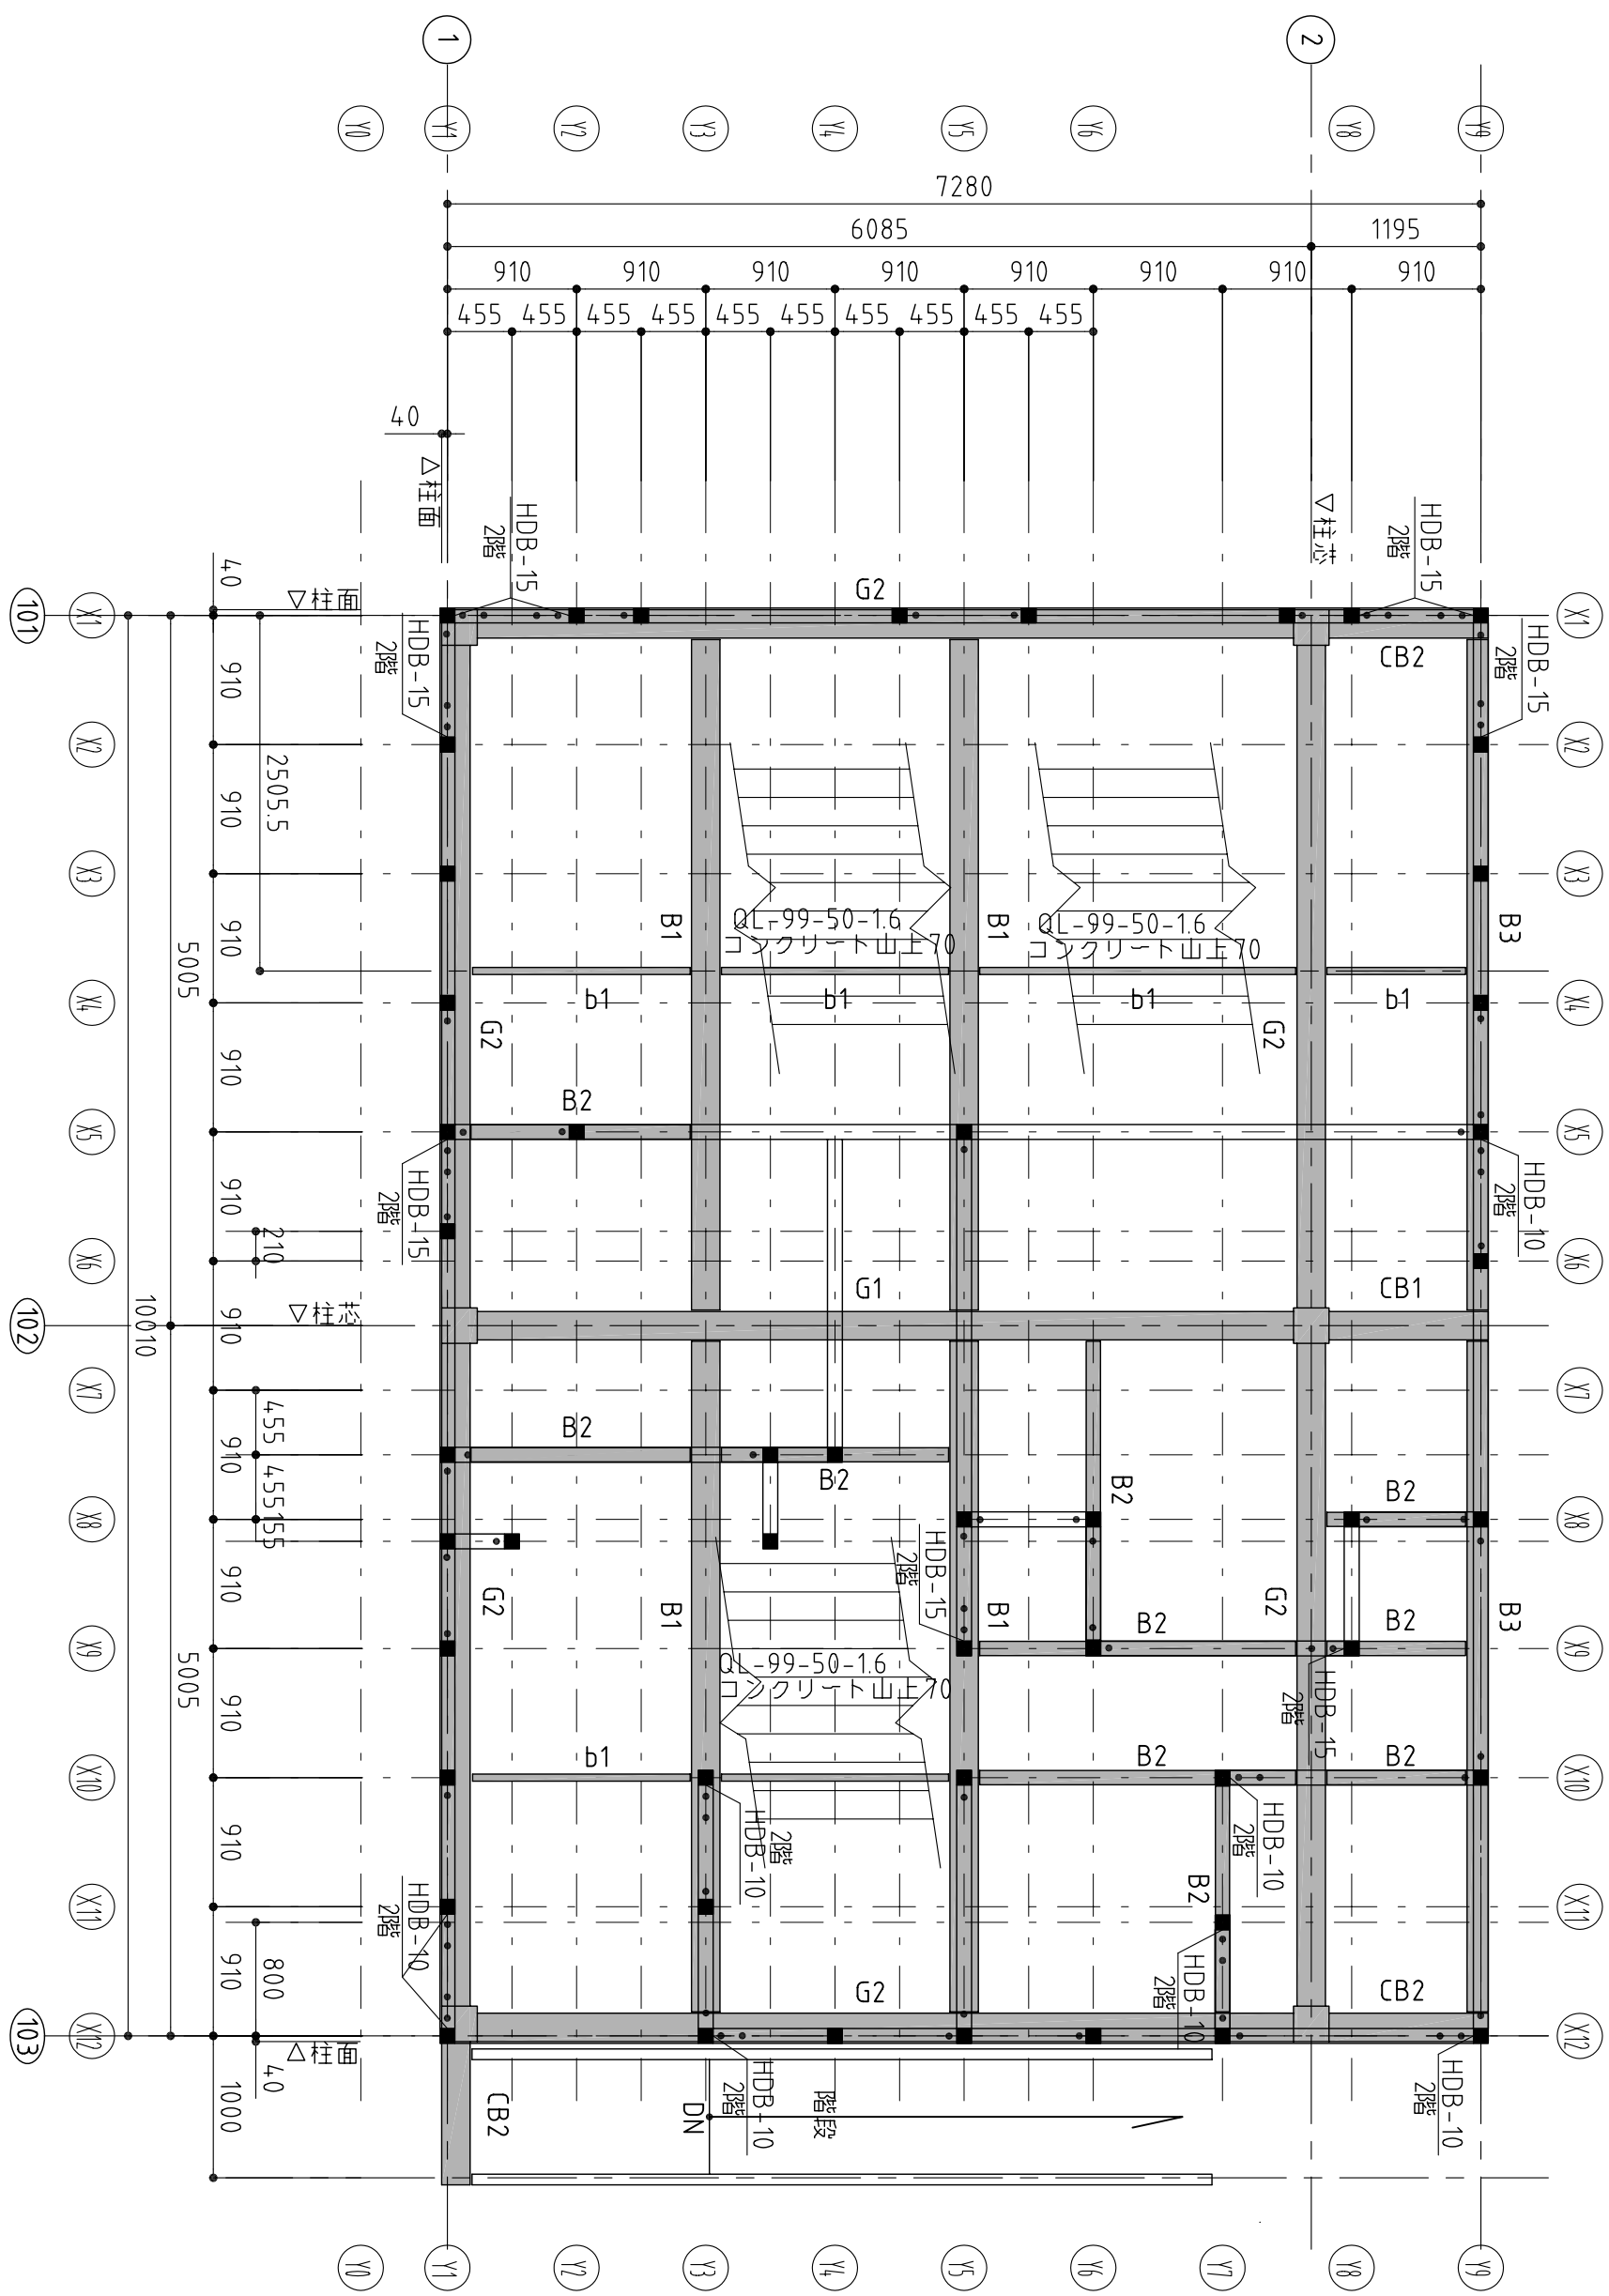 1
2
Y0
Y1
Y2
Y3
Y4
Y5
Y6
Y8
Y9
7280
6085
1195
910
910
910
910
910
910
910
910
455
455
455
455
455
455
455
455
455
455
40
△柱面
▽柱芯
HDB-15
2階
HDB-15
2階
40
▽柱面
G2
101
X1
X1
HDB-15
2階
CB2
HDB-15
2階
910
X2
X2
2505.5
910
X3
X3
B1
QL-99-50-1.6
コンクリート山上70
B1
QL-99-50-1.6
コンクリート山上70
B3
910
5005
b1
b1
b1
b1
X4
X4
G2
G2
910
B2
X5
X5
HDB-15
2階
HDB-10
2階
910
210
X6
X6
G1
CB1
102
▽柱芯
10010
910
X7
X7
455
B2
910
455
B2
B2
B2
X8
X8
155
HDB-15
2階
910
G2
B1
B1
G2
B2
B2
B3
X9
X9
QL-99-50-1.6
コンクリート山上70
5005
910
HDB-15
2階
b1
B2
B2
X10
X10
910
HDB-10
2階
HDB-10
2階
B2
X11
X11
HDB-10
2階
910
800
HDB-10
2階
G2
CB2
103
X12
X12
△柱面
40
1000
CB2
DN
HDB-10
2階
階段
HDB-10
2階
Y0
Y1
Y2
Y3
Y4
Y5
Y6
Y7
Y8
Y9